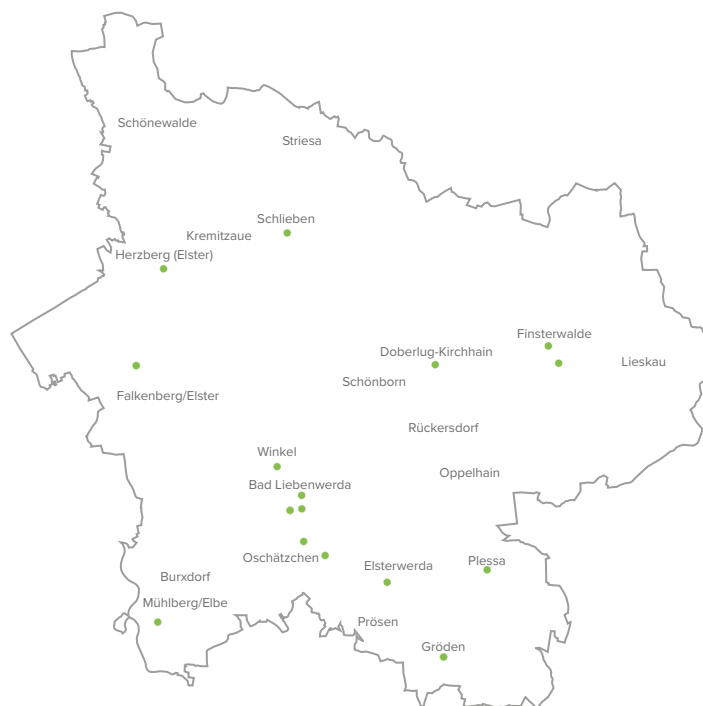 Schönewalde
Striesa
Schlieben
Kremitzaue
Herzberg (Elster)
Finsterwalde
Doberlug-Kirchhain
Lieskau
Schönborn
Falkenberg/Elster
Rückersdorf
Winkel
Oppelhain
Bad Liebenwerda
Oschätzchen
Plessa
Elsterwerda
Burxdorf
Mühlberg/Elbe
Prösen
Gröden